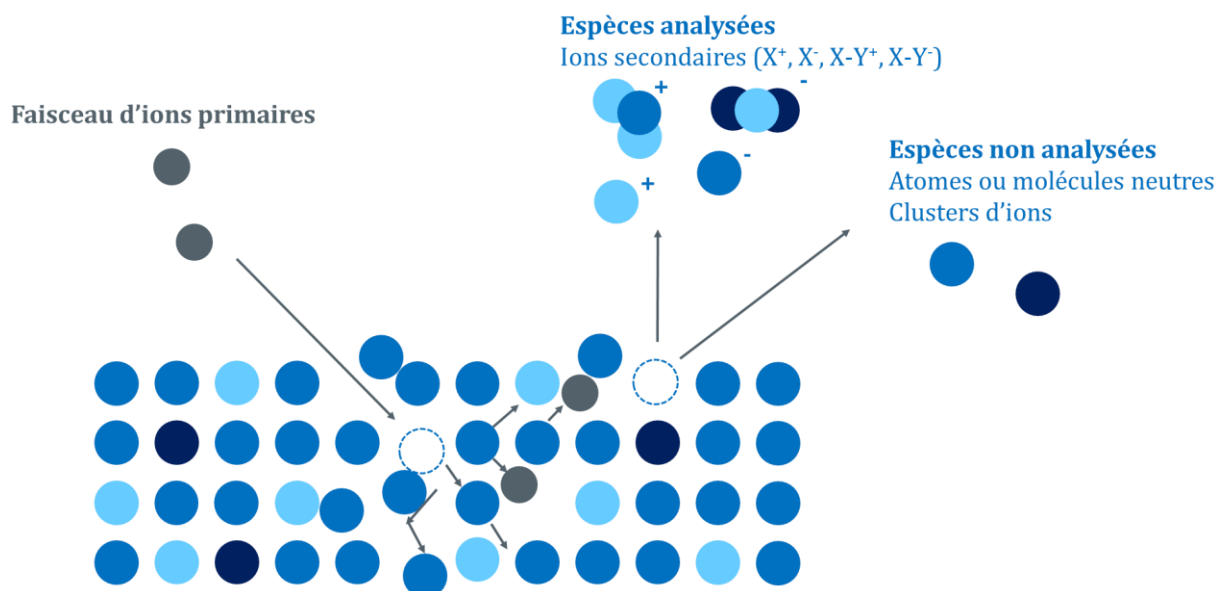 Espèces analysées
Ions secondaires (X⁺, X⁻, X-Y⁺, X-Y⁻)
+
-
Faisceau d'ions primaires
Espèces non analysées
-
+
Atomes ou molécules neutres
Clusters d'ions